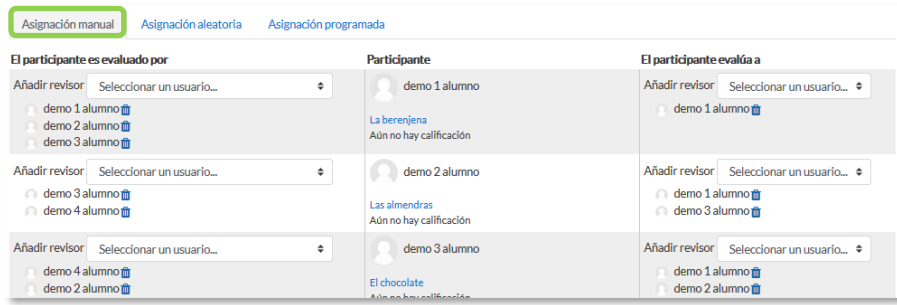 Asignación manual Asignación aleatoria Asignación programada
El participante es evaluado por Participante El participante evalúa a
Añadir revisor Seleccionar un usuario...
demo 1 alumno
demo 2 alumno
demo 3 alumno
demo 1 alumno
La berenjena
Aún no hay calificación
Añadir revisor Seleccionar un usuario...
demo 1 alumno
Añadir revisor Seleccionar un usuario...
demo 3 alumno
demo 4 alumno
demo 2 alumno
Las almendras
Aún no hay calificación
Añadir revisor Seleccionar un usuario...
demo 1 alumno
demo 3 alumno
Añadir revisor Seleccionar un usuario...
demo 4 alumno
demo 2 alumno
demo 3 alumno
El chocolate
Aún no hay calificación
Añadir revisor Seleccionar un usuario...
demo 1 alumno
demo 2 alumno